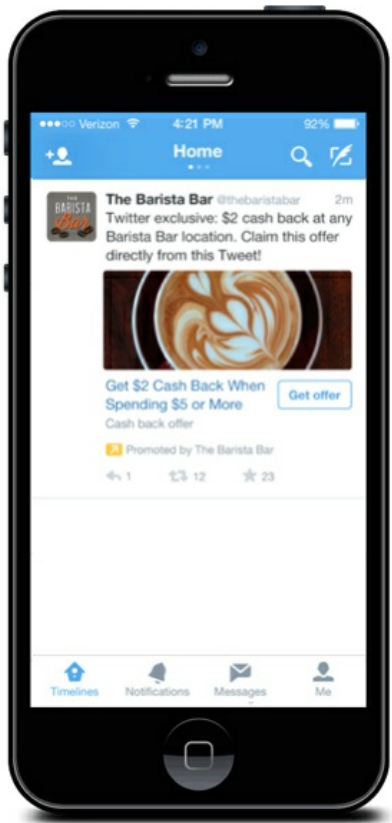 Verizon 4:21 PM 92%
Home
THE
BARISTA
Bar
The Barista Bar @thebaristabar 2m
Twitter exclusive: $2 cash back at any
Barista Bar location. Claim this offer
directly from this Tweet!
Get $2 Cash Back When
Spending $5 or More
Get offer
Cash back offer
Promoted by The Barista Bar
1 12 23
Timelines Notifications Messages Me